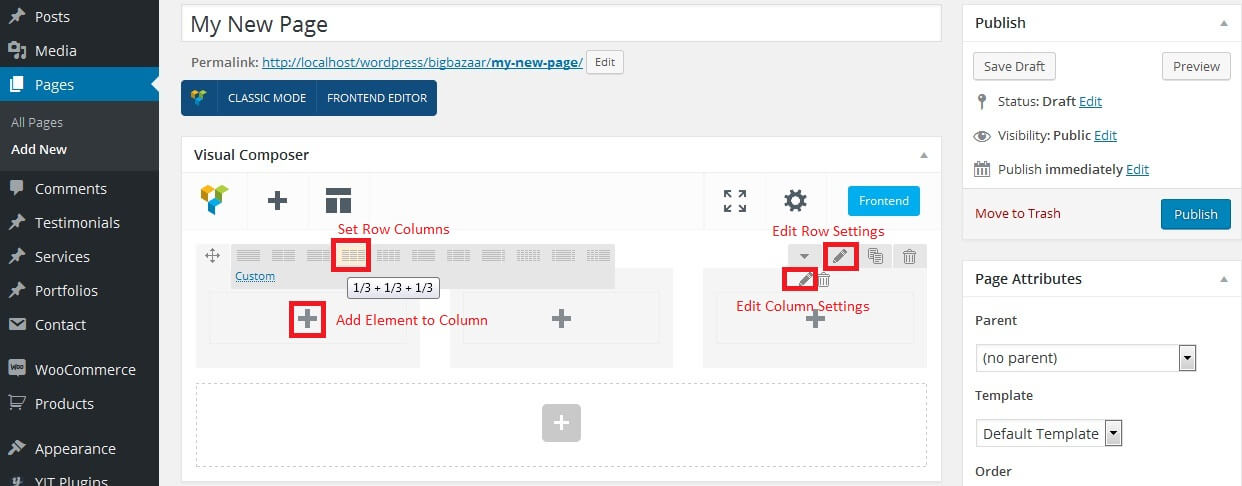 Posts
Media
Pages
All Pages
Add New
Comments
Testimonials
Services
Portfolios
Contact
WooCommerce
Products
Appearance
YIT Plugins
My New Page
Permalink: http://localhost/wordpress/bigbazaar/my-new-page/ Edit
CLASSIC MODE FRONTEND EDITOR
Visual Composer
Frontend
Set Row Columns
Edit Row Settings
Custom
1/3 + 1/3 + 1/3
Edit Column Settings
Add Element to Column
Publish
Save Draft Preview
Status: Draft Edit
Visibility: Public Edit
Publish immediately Edit
Move to Trash Publish
Page Attributes
Parent
(no parent)
Template
Default Template
Order